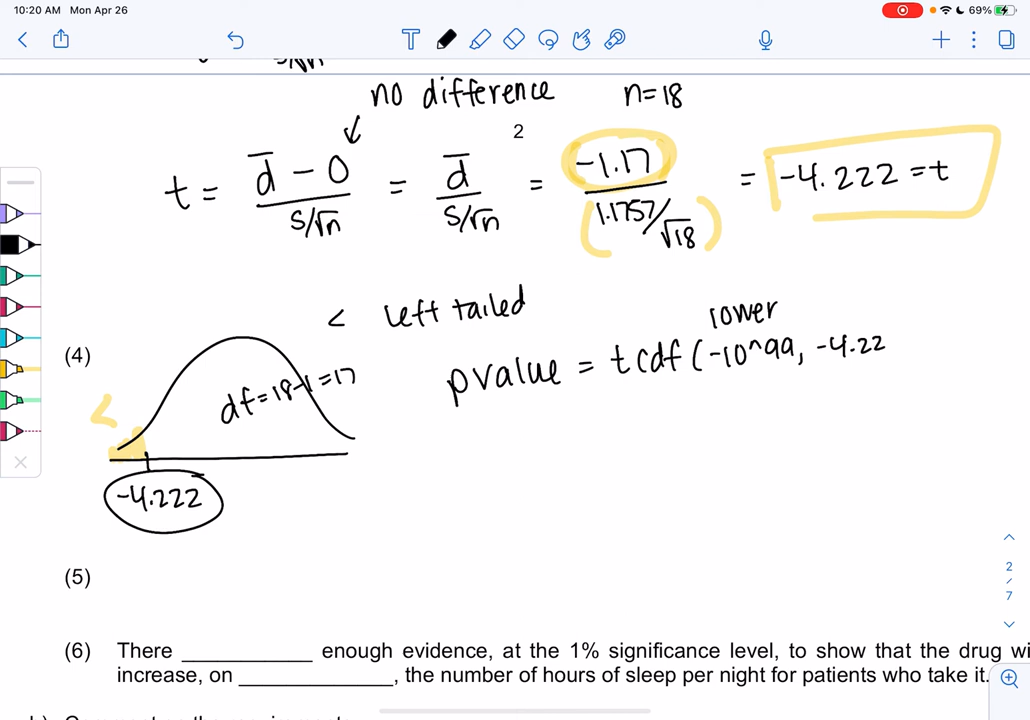 10:20 AM Mon Apr 26
69%
T
s/√n
no difference n=18
2
t = d̅ - 0 / s/√n = d̅ / s/√n = -1.17 / (1.1757/√18) = -4.222 = t
< left tailed
lower
(4) pvalue = tcdf (-10^99, -4.22
df = 18-1 = 17
<
-4.222
(5)
2
/
7
(6) There ___________ enough evidence, at the 1% significance level, to show that the drug wi
increase, on _____________, the number of hours of sleep per night for patients who take it.